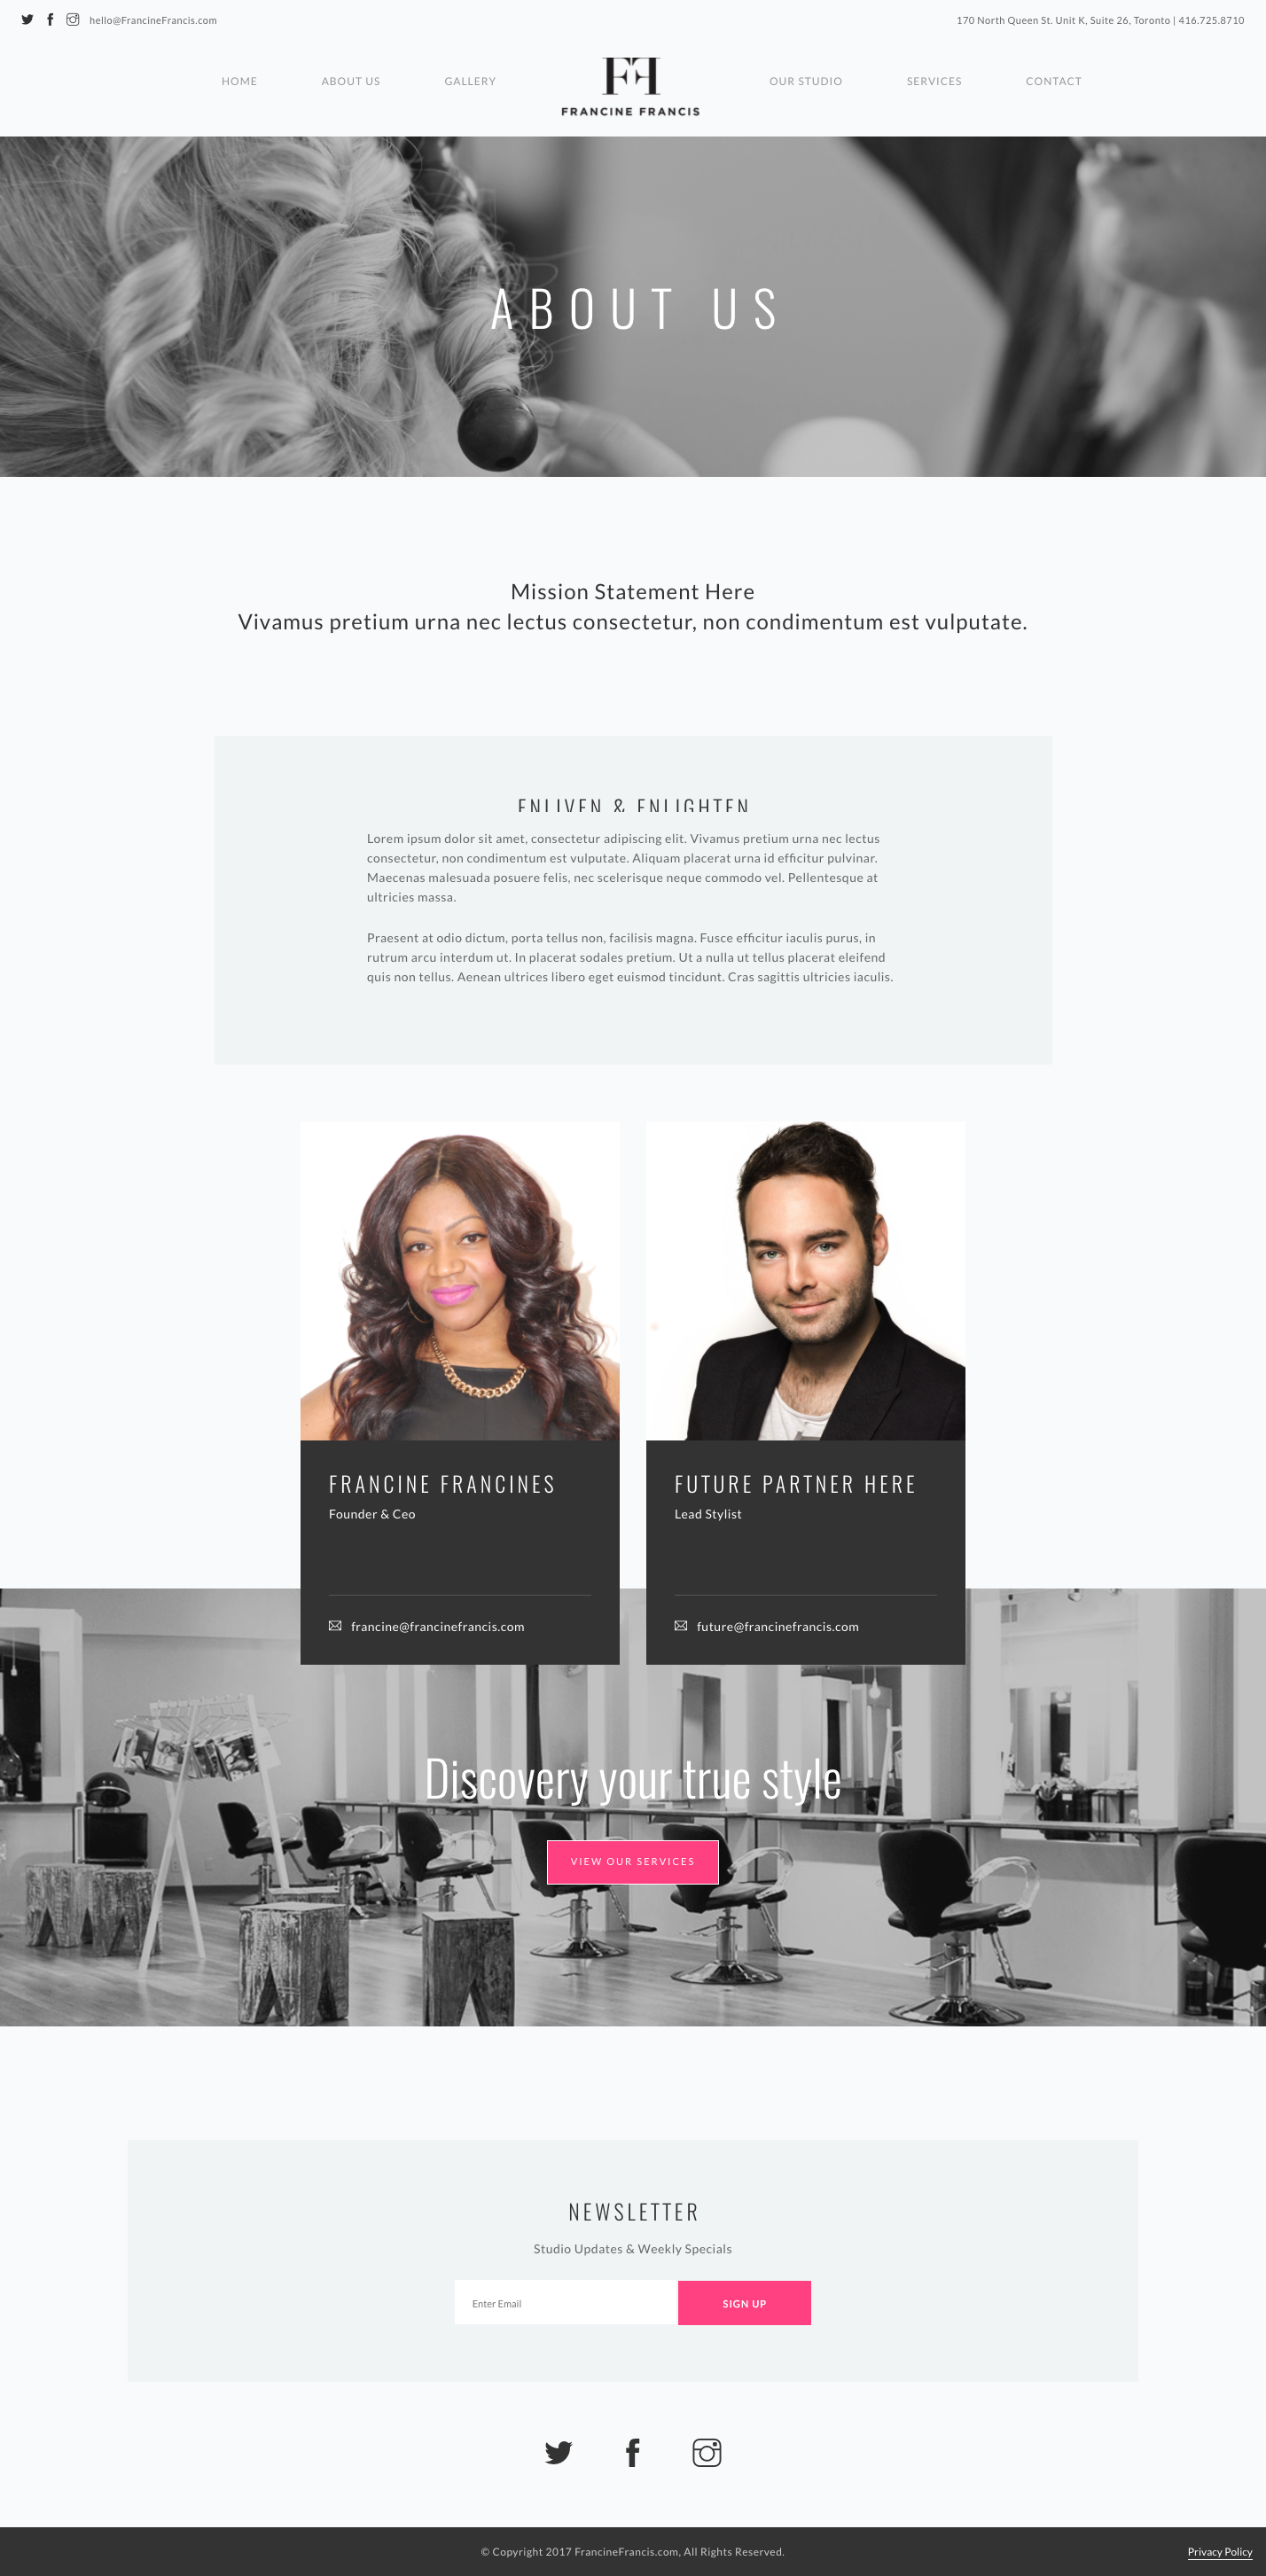 hello@FrancineFrancis.com
170 North Queen St. Unit K, Suite 26, Toronto | 416.725.8710
HOME
ABOUT US
GALLERY
FF
FRANCINE FRANCIS
OUR STUDIO
SERVICES
CONTACT
ABOUT US
Mission Statement Here
Vivamus pretium urna nec lectus consectetur, non condimentum est vulputate.
ENLIVEN & ENLIGHTEN
Lorem ipsum dolor sit amet, consectetur adipiscing elit. Vivamus pretium urna nec lectus
consectetur, non condimentum est vulputate. Aliquam placerat urna id efficitur pulvinar.
Maecenas malesuada posuere felis, nec scelerisque neque commodo vel. Pellentesque at
ultricies massa.
Praesent at odio dictum, porta tellus non, facilisis magna. Fusce efficitur iaculis purus, in
rutrum arcu interdum ut. In placerat sodales pretium. Ut a nulla ut tellus placerat eleifend
quis non tellus. Aenean ultrices libero eget euismod tincidunt. Cras sagittis ultricies iaculis.
FRANCINE FRANCINES
Founder & Ceo
francine@francinefrancis.com
FUTURE PARTNER HERE
Lead Stylist
future@francinefrancis.com
Discovery your true style
VIEW OUR SERVICES
NEWSLETTER
Studio Updates & Weekly Specials
Enter Email
SIGN UP
© Copyright 2017 FrancineFrancis.com, All Rights Reserved.
Privacy Policy